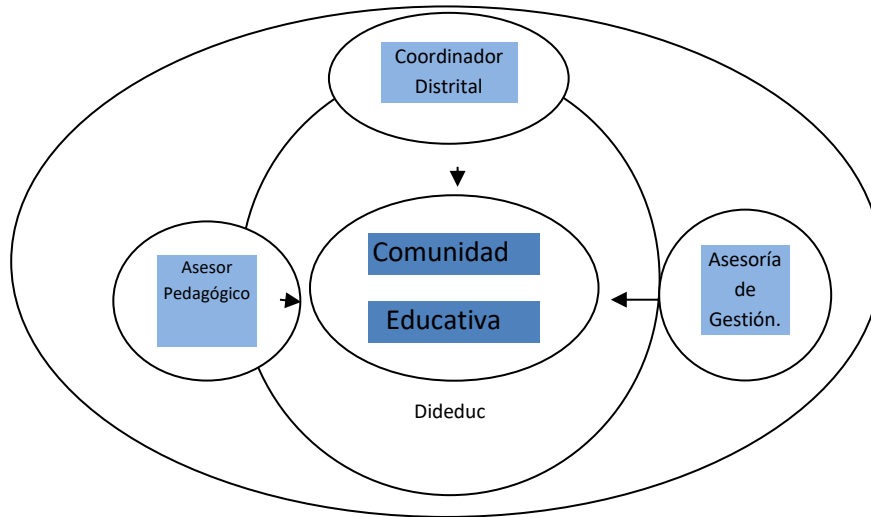 Coordinador
Distrital
Comunidad
Educativa
Asesor
Pedagógico
Asesoría
de
Gestión.
Dideduc